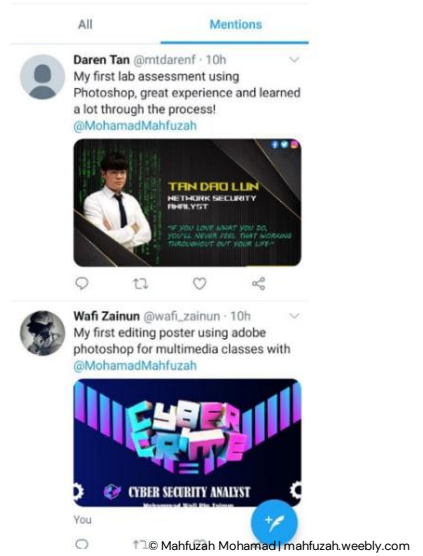 All Mentions
Daren Tan @mtdarenf · 10h
My first lab assessment using
Photoshop, great experience and learned
a lot through the process!
@MohamadMahfuzah
TAN DAO LUN
NETWORK SECURITY
ANALYST
"IF YOU LOVE WHAT YOU DO,
YOU'LL NEVER FEEL THAT WORKING
THROUGHOUT OUT YOUR LIFE"
Wafi Zainun @wafi_zainun · 10h
My first editing poster using adobe
photoshop for multimedia classes with
@MohamadMahfuzah
CYBER
CRIME
CYBER SECURITY ANALYST
You
© Mahfuzah Mohamad | mahfuzah.weebly.com